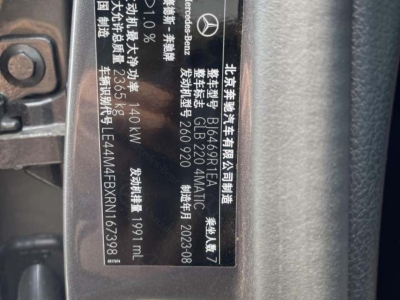 Mercedes-Benz
梅赛德斯-奔驰牌
北京奔驰汽车有限公司制造
整车型号 BJ6469R1EA 乘坐人数 7
整车标志 GLB 220 4MATIC
发动机型号 260 920 制造年月 2023-08
发动机最大净功率 140 kW 发动机排量 1991 mL
最大允许总质量 2365 kg
车辆识别代号 LE44M4FBXRN167398
中国 制造
1.0 %